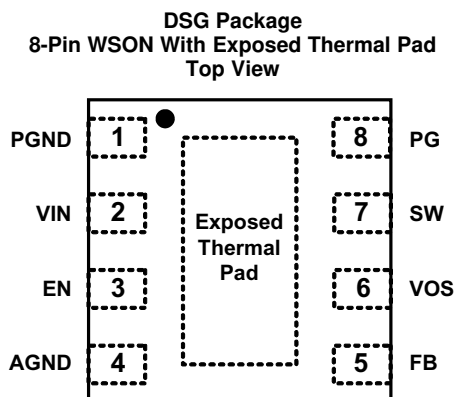 DSG Package
8-Pin WSON With Exposed Thermal Pad
Top View
PGND 1 8 PG
VIN 2 7 SW
Exposed
Thermal
Pad
EN 3 6 VOS
AGND 4 5 FB